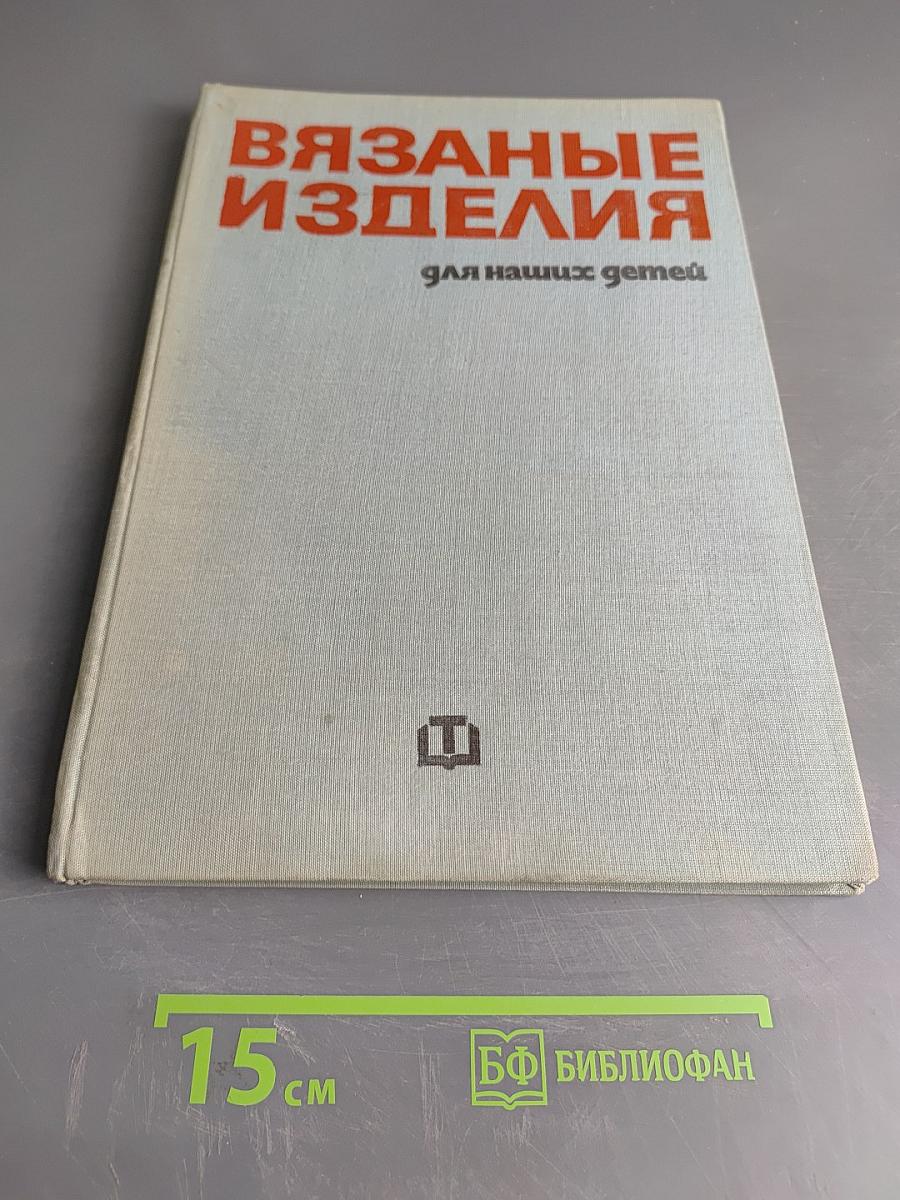 ВЯЗАНЫЕ
ИЗДЕЛИЯ
для наших детей
Т
15 см
БФ БИБЛИОФАН